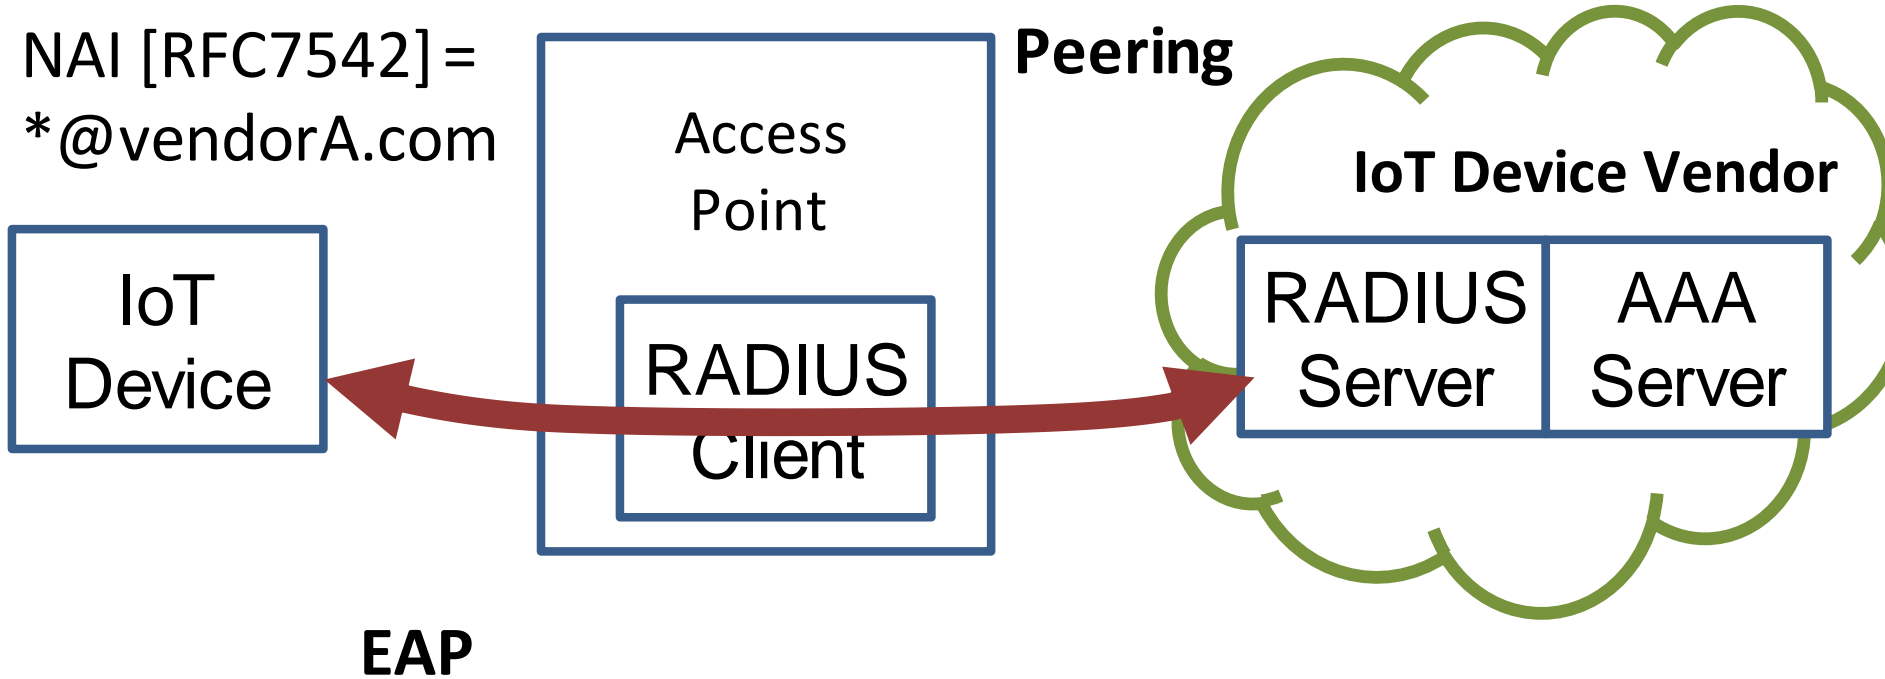 NAI [RFC7542] =
*@vendorA.com
IoT
Device
Access
Point
RADIUS
Client
Peering
IoT Device Vendor
RADIUS
Server
AAA
Server
EAP